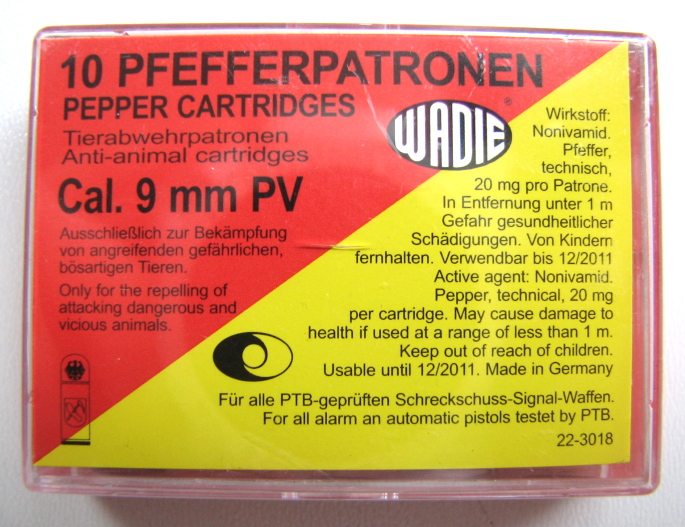 10 PFEFFERPATRONEN
PEPPER CARTRIDGES
Tierabwehrpatronen
Anti-animal cartridges
Cal. 9 mm PV
Ausschließlich zur Bekämpfung
von angreifenden gefährlichen,
bösartigen Tieren.
Only for the repelling of
attacking dangerous and
vicious animals.
WADIE
®
Wirkstoff:
Nonivamid.
Pfeffer,
technisch,
20 mg pro Patrone.
In Entfernung unter 1 m
Gefahr gesundheitlicher
Schädigungen. Von Kindern
fernhalten. Verwendbar bis 12/2011
Active agent: Nonivamid.
Pepper, technical, 20 mg
per cartridge. May cause damage to
health if used at a range of less than 1 m.
Keep out of reach of children.
Usable until 12/2011. Made in Germany
Für alle PTB-geprüften Schreckschuss-Signal-Waffen.
For all alarm an automatic pistols testet by PTB.
22-3018